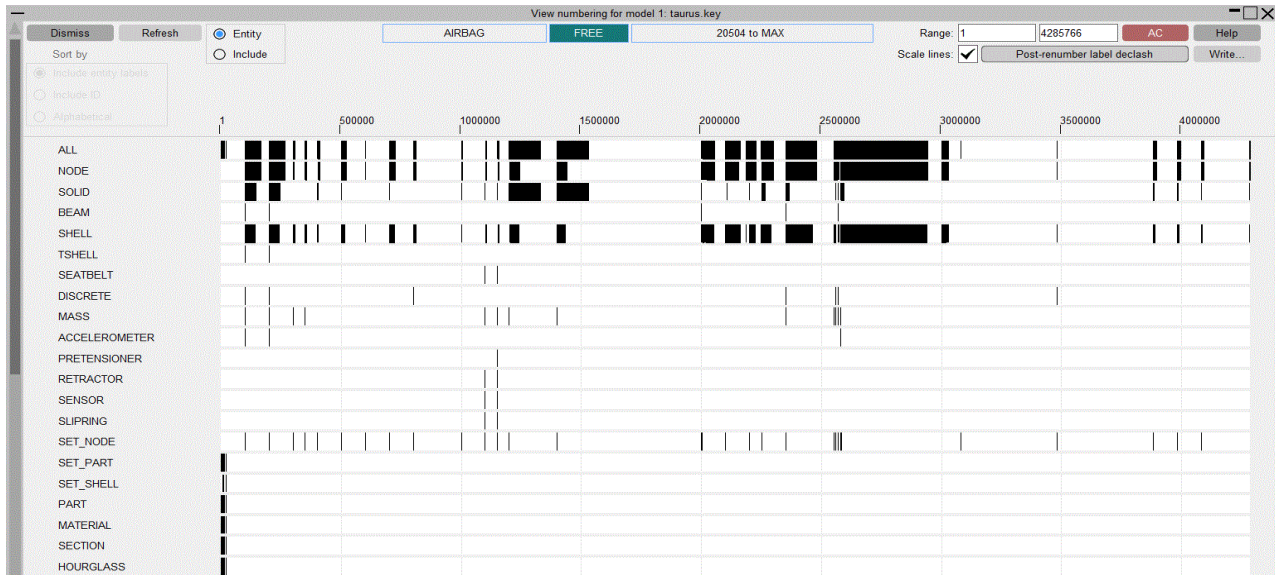 View numbering for model 1: taurus.key
Dismiss Refresh Entity AIRBAG FREE 20504 to MAX Range: 1 4285766 AC Help
Sort by Include Scale lines: Post-renumber label declash Write...
Include entity labels
Include ID
Alphabetical
1 500000 1000000 1500000 2000000 2500000 3000000 3500000 4000000
ALL
NODE
SOLID
BEAM
SHELL
TSHELL
SEATBELT
DISCRETE
MASS
ACCELEROMETER
PRETENSIONER
RETRACTOR
SENSOR
SLIPRING
SET_NODE
SET_PART
SET_SHELL
PART
MATERIAL
SECTION
HOURGLASS